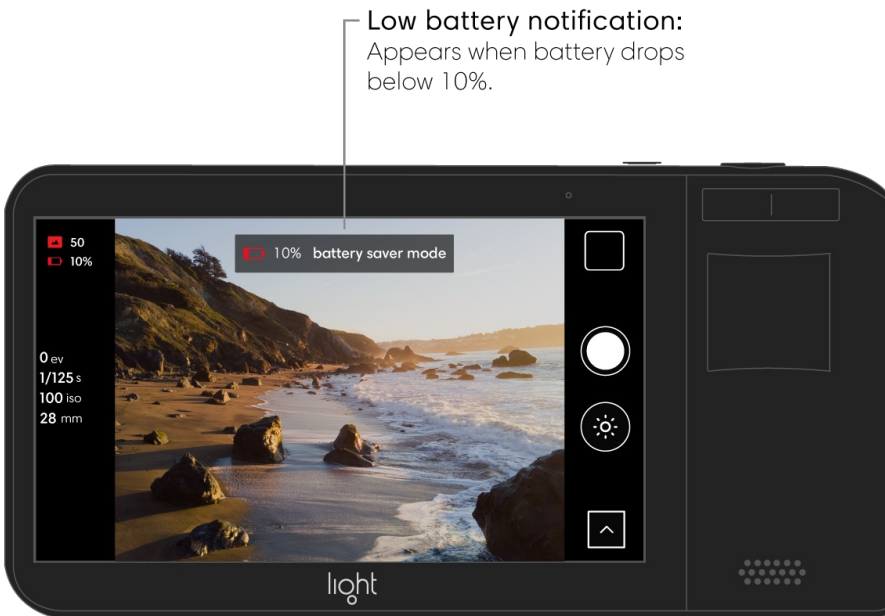 Low battery notification:
Appears when battery drops
below 10%.
50
10%
10% battery saver mode
0 ev
1/125 s
100 iso
28 mm
light